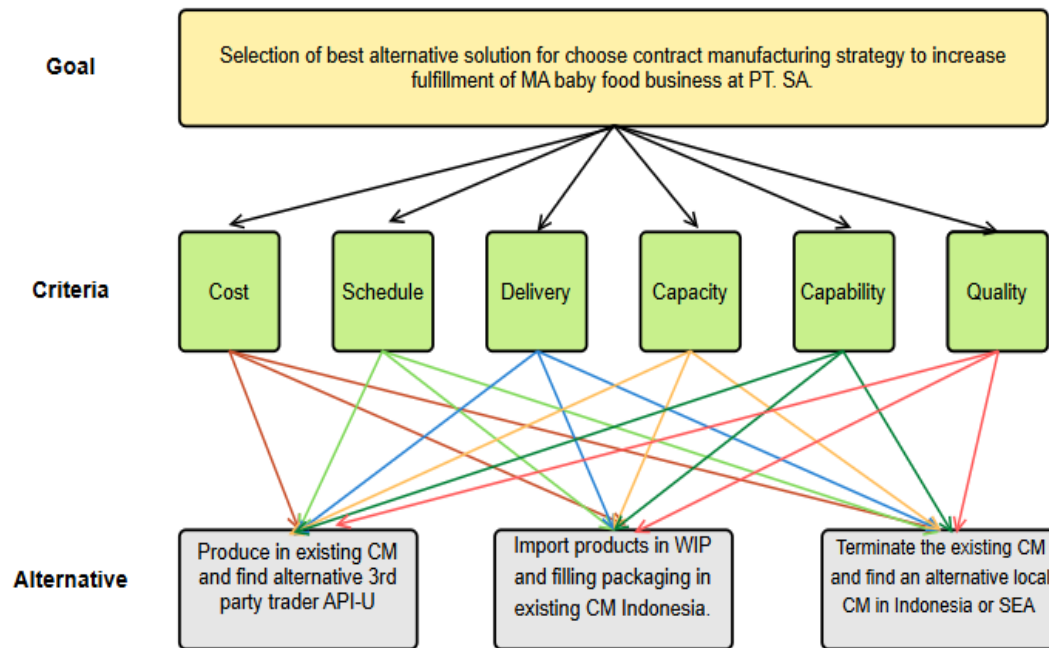 Goal
Selection of best alternative solution for choose contract manufacturing strategy to increase
fulfillment of MA baby food business at PT. SA.
Criteria
Cost
Schedule
Delivery
Capacity
Capability
Quality
Alternative
Produce in existing CM
and find alternative 3rd
party trader API-U
Import products in WIP
and filling packaging in
existing CM Indonesia.
Terminate the existing CM
and find an alternative local
CM in Indonesia or SEA